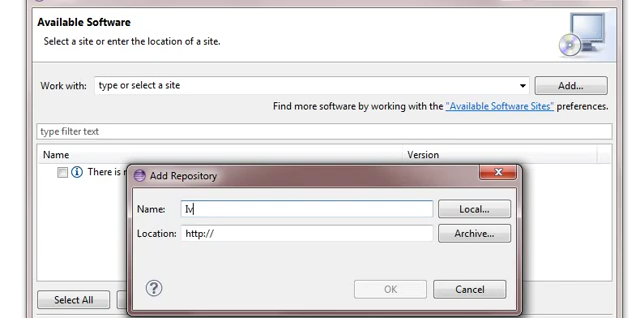 Available Software
Select a site or enter the location of a site.
Work with: type or select a site Add...
Find more software by working with the "Available Software Sites" preferences.
type filter text
Name Version
There is
Add Repository
Name: Iv Local...
Location: http:// Archive...
OK Cancel
Select All